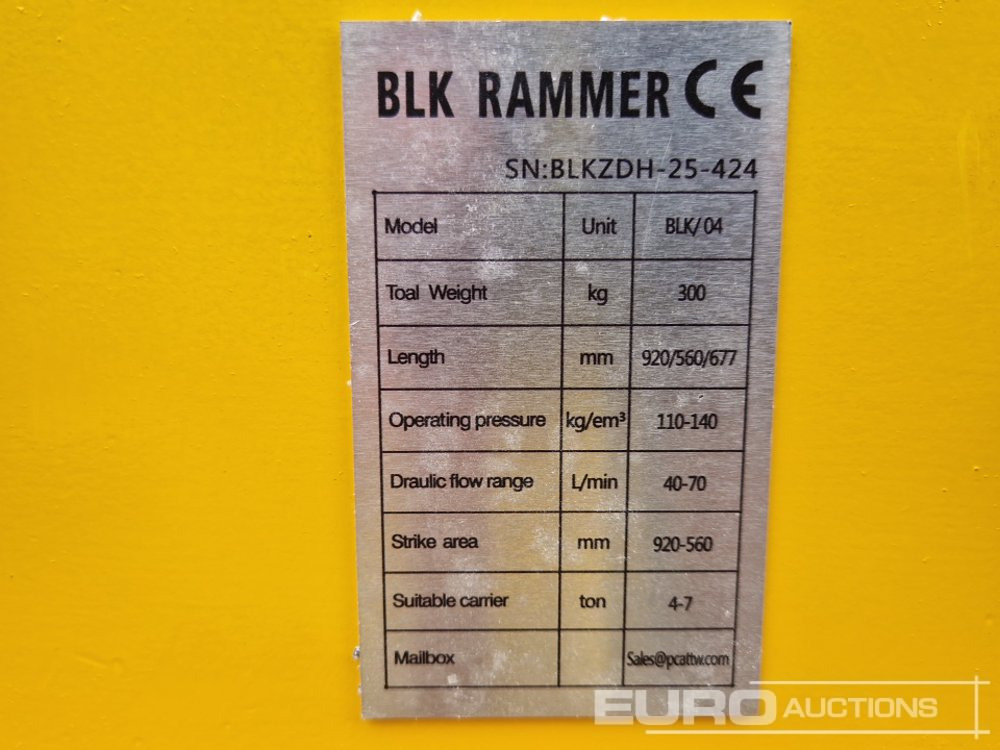 BLK RAMMER CE
SN:BLKZDH-25-424
Model Unit BLK/04
Toal Weight kg 300
Length mm 920/560/677
Operating pressure kg/em³ 110-140
Draulic flow range L/min 40-70
Strike area mm 920-560
Suitable carrier ton 4-7
Mailbox Sales@pcattw.com
EURO AUCTIONS